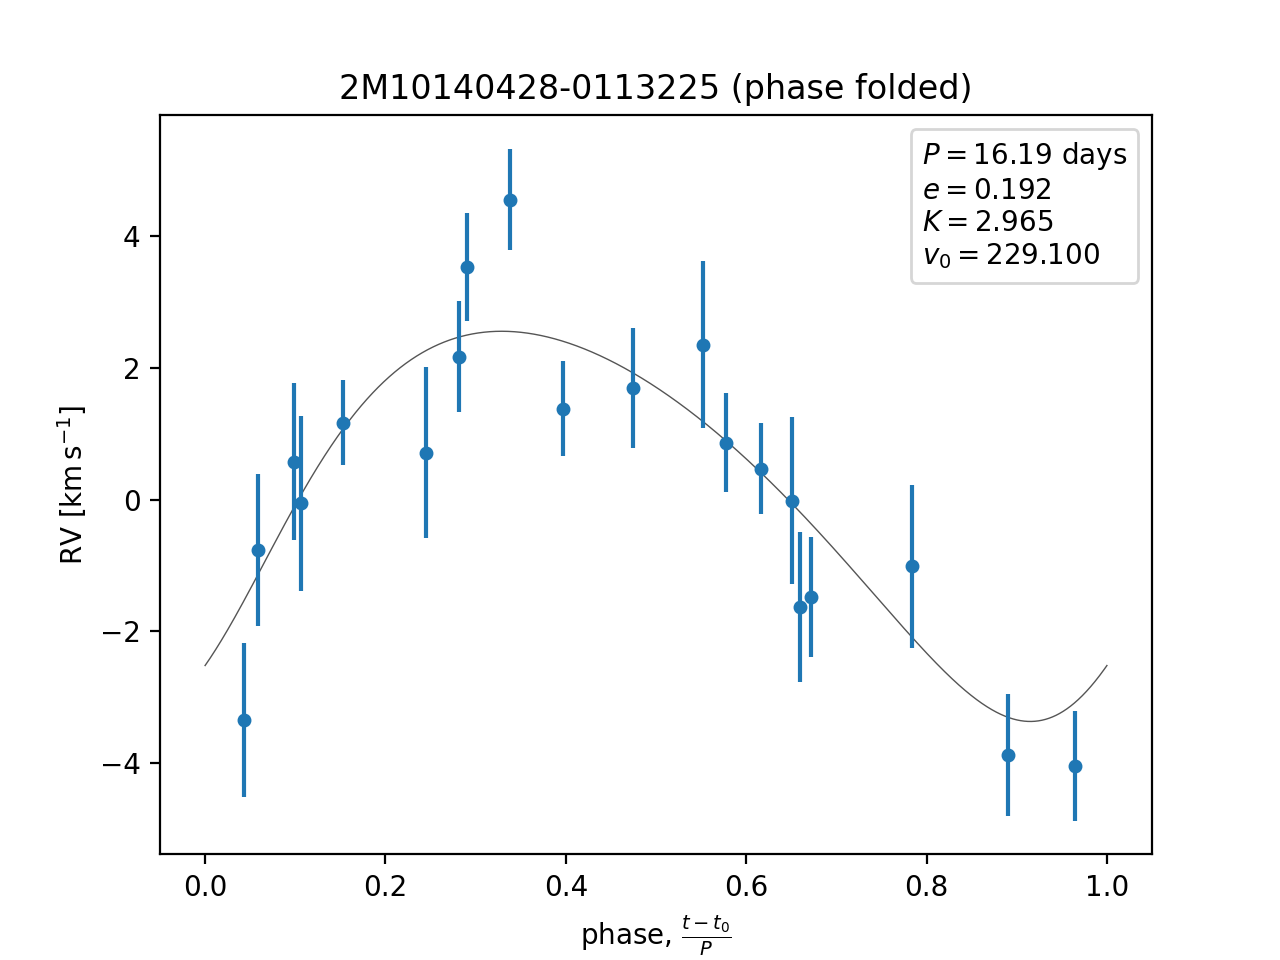 2M10140428-0113225 (phase folded)
P = 16.19 days
e = 0.192
K = 2.965
v₀ = 229.100
RV [km s⁻¹]
4
2
0
−2
−4
0.0 0.2 0.4 0.6 0.8 1.0
phase, (t − t₀)/P